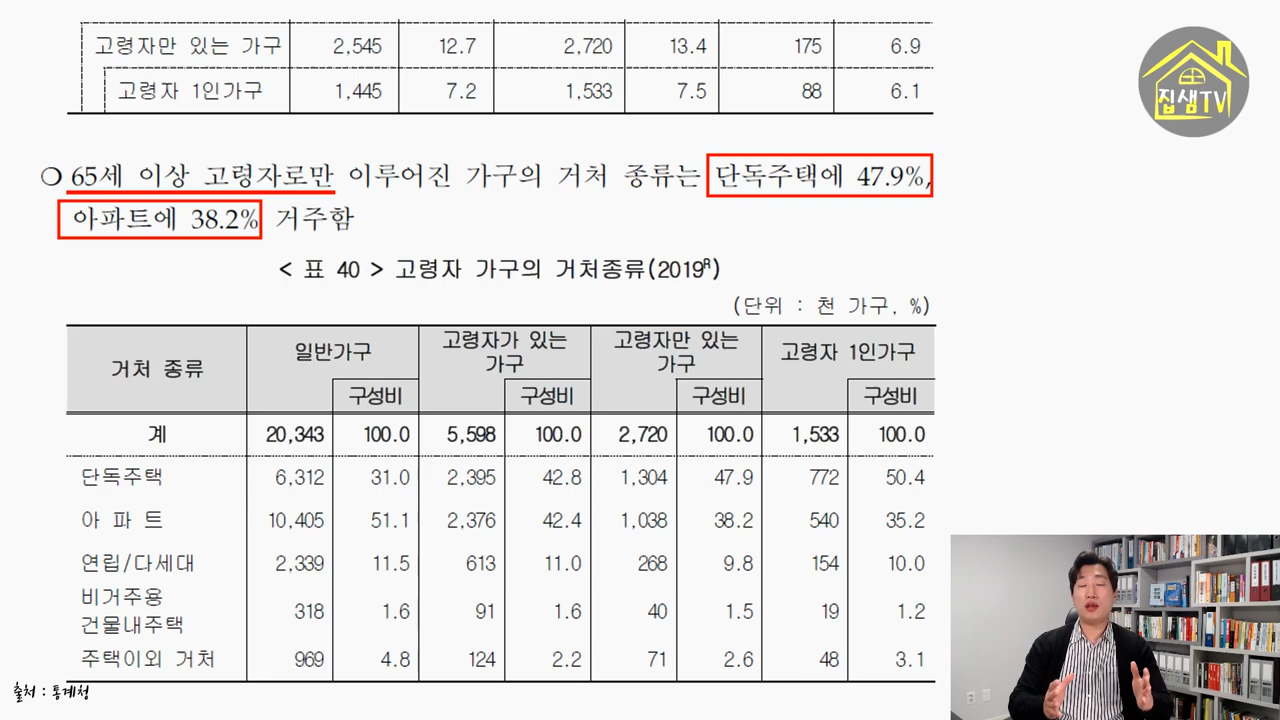 고령자만 있는 가구 2,545 12.7 2,720 13.4 175 6.9
고령자 1인가구 1,445 7.2 1,533 7.5 88 6.1
집샘TV
❍ 65세 이상 고령자로만 이루어진 가구의 거처 종류는 단독주택에 47.9%,
아파트에 38.2% 거주함
< 표 40 > 고령자 가구의 거처종류(2019ᴿ)
(단위 : 천 가구, %)
거처 종류 일반가구 고령자가 있는 가구 고령자만 있는 가구 고령자 1인가구
구성비 구성비 구성비 구성비
계 20,343 100.0 5,598 100.0 2,720 100.0 1,533 100.0
단독주택 6,312 31.0 2,395 42.8 1,304 47.9 772 50.4
아 파 트 10,405 51.1 2,376 42.4 1,038 38.2 540 35.2
연립/다세대 2,339 11.5 613 11.0 268 9.8 154 10.0
비거주용 건물내주택 318 1.6 91 1.6 40 1.5 19 1.2
주택이외 거처 969 4.8 124 2.2 71 2.6 48 3.1
출처 : 통계청